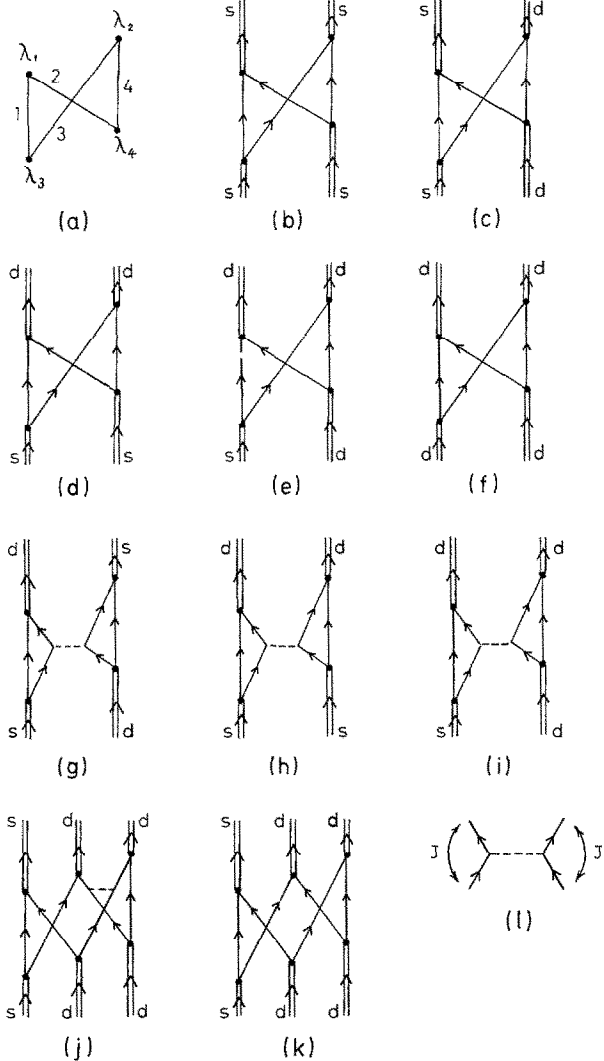 s s s d
λ₂
λ₁ 2
1 3 4
λ₄
λ₃
s s d d
(a) (b) (c)
d d d d d d
s s s d d d
(d) (e) (f)
d s d d d d
s d s s s d
(g) (h) (i)
s d d s d d
J J
(l)
s d d s d d
(j) (k)